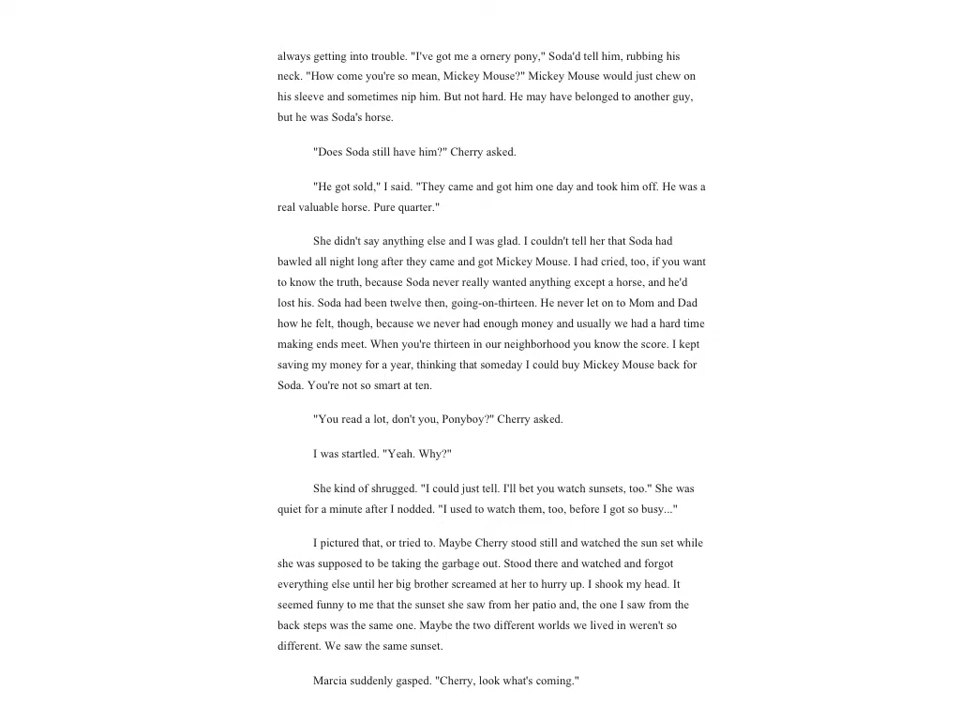 always getting into trouble. "I've got me a ornery pony," Soda'd tell him, rubbing his
neck. "How come you're so mean, Mickey Mouse?" Mickey Mouse would just chew on
his sleeve and sometimes nip him. But not hard. He may have belonged to another guy,
but he was Soda's horse.
"Does Soda still have him?" Cherry asked.
"He got sold," I said. "They came and got him one day and took him off. He was a
real valuable horse. Pure quarter."
She didn't say anything else and I was glad. I couldn't tell her that Soda had
bawled all night long after they came and got Mickey Mouse. I had cried, too, if you want
to know the truth, because Soda never really wanted anything except a horse, and he'd
lost his. Soda had been twelve then, going-on-thirteen. He never let on to Mom and Dad
how he felt, though, because we never had enough money and usually we had a hard time
making ends meet. When you're thirteen in our neighborhood you know the score. I kept
saving my money for a year, thinking that someday I could buy Mickey Mouse back for
Soda. You're not so smart at ten.
"You read a lot, don't you, Ponyboy?" Cherry asked.
I was startled. "Yeah. Why?"
She kind of shrugged. "I could just tell. I'll bet you watch sunsets, too." She was
quiet for a minute after I nodded. "I used to watch them, too, before I got so busy..."
I pictured that, or tried to. Maybe Cherry stood still and watched the sun set while
she was supposed to be taking the garbage out. Stood there and watched and forgot
everything else until her big brother screamed at her to hurry up. I shook my head. It
seemed funny to me that the sunset she saw from her patio and, the one I saw from the
back steps was the same one. Maybe the two different worlds we lived in weren't so
different. We saw the same sunset.
Marcia suddenly gasped. "Cherry, look what's coming."